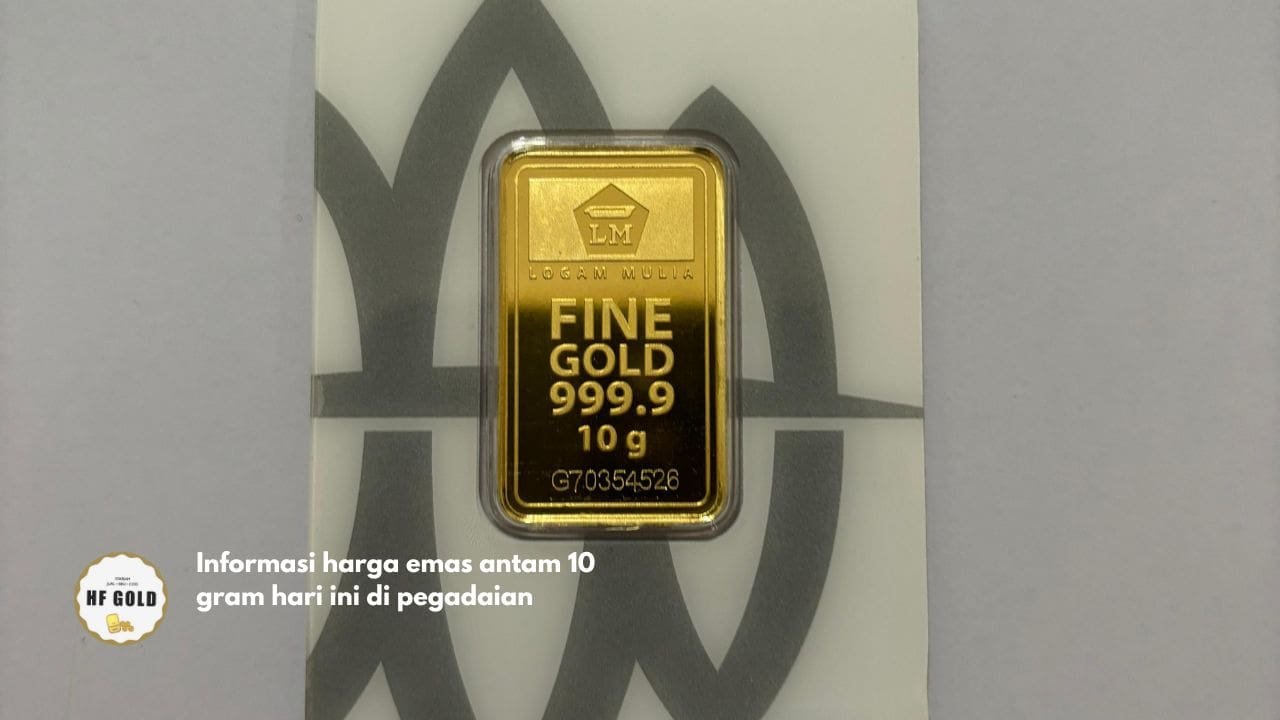 LM
LOGAM MULIA
FINE
GOLD
999.9
10 g
G70354526
HF GOLD
Informasi harga emas antam 10
gram hari ini di pegadaian